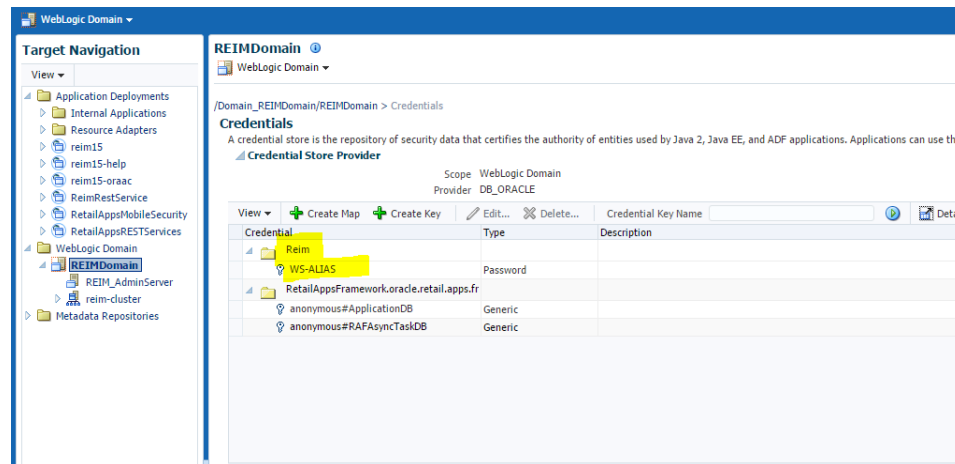 WebLogic Domain
Target Navigation
View
Application Deployments
Internal Applications
Resource Adapters
reim15
reim15-help
reim15-oraac
ReimRestService
RetailAppsMobileSecurity
RetailAppsRESTServices
WebLogic Domain
REIMDomain
REIM_AdminServer
reim-cluster
Metadata Repositories
REIMDomain
WebLogic Domain
/Domain_REIMDomain/REIMDomain > Credentials
Credentials
A credential store is the repository of security data that certifies the authority of entities used by Java 2, Java EE, and ADF applications. Applications can use th
Credential Store Provider
Scope WebLogic Domain
Provider DB_ORACLE
View Create Map Create Key Edit... Delete... Credential Key Name Deta
Credential Type Description
Reim
WS-ALIAS Password
RetailAppsFramework.oracle.retail.apps.fr
anonymous#ApplicationDB Generic
anonymous#RAFAsyncTaskDB Generic